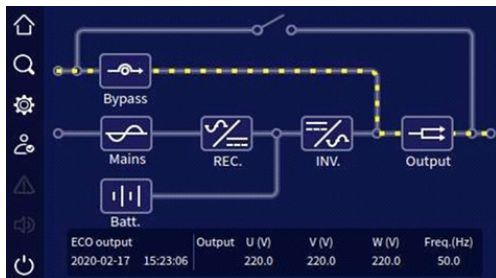 Bypass
Mains
REC.
INV.
Output
Batt.
ECO output Output U (V) V (V) W (V) Freq.(Hz)
2020-02-17 15:23:06 220.0 220.0 220.0 50.0